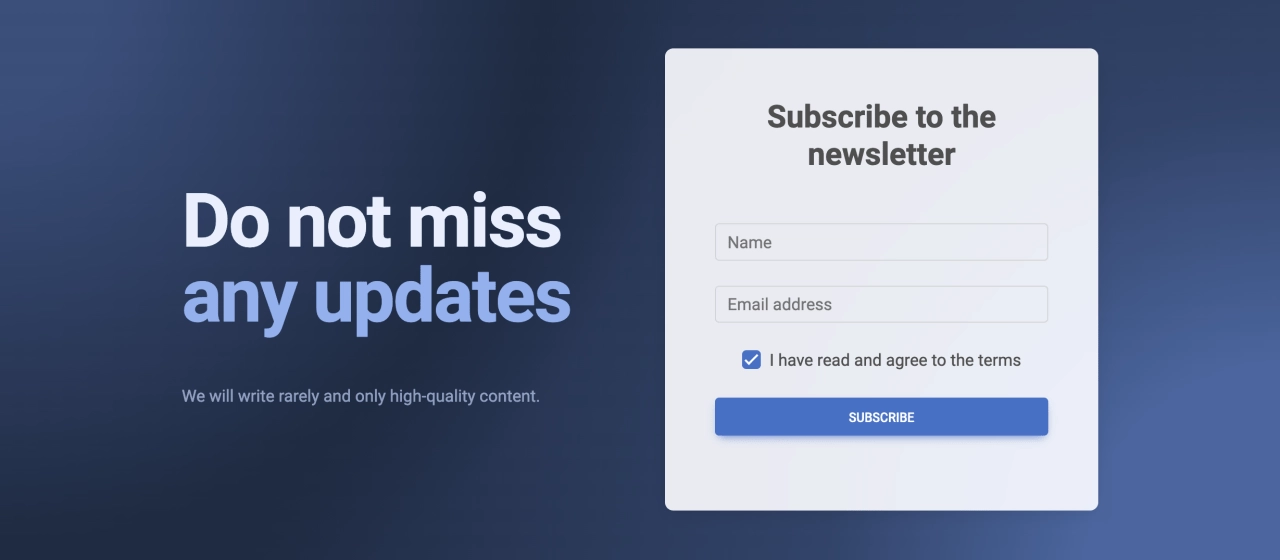 Do not miss
any updates
We will write rarely and only high-quality content.
Subscribe to the
newsletter
Name
Email address
I have read and agree to the terms
SUBSCRIBE